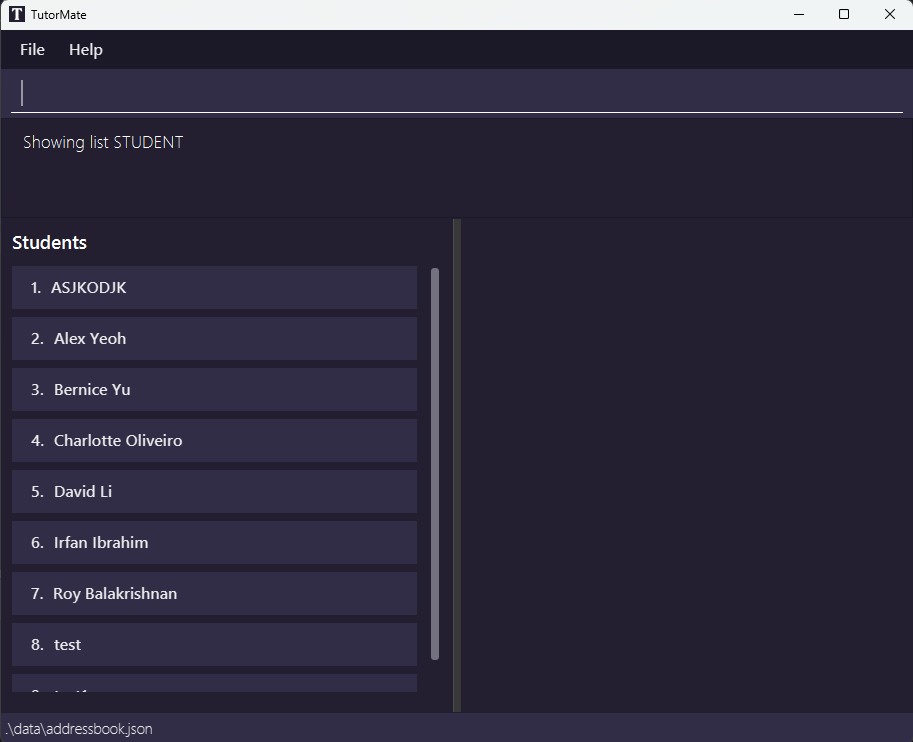 TutorMate
File Help
Showing list STUDENT
Students
1. ASJKODJK
2. Alex Yeoh
3. Bernice Yu
4. Charlotte Oliveiro
5. David Li
6. Irfan Ibrahim
7. Roy Balakrishnan
8. test
.\data\addressbook.json